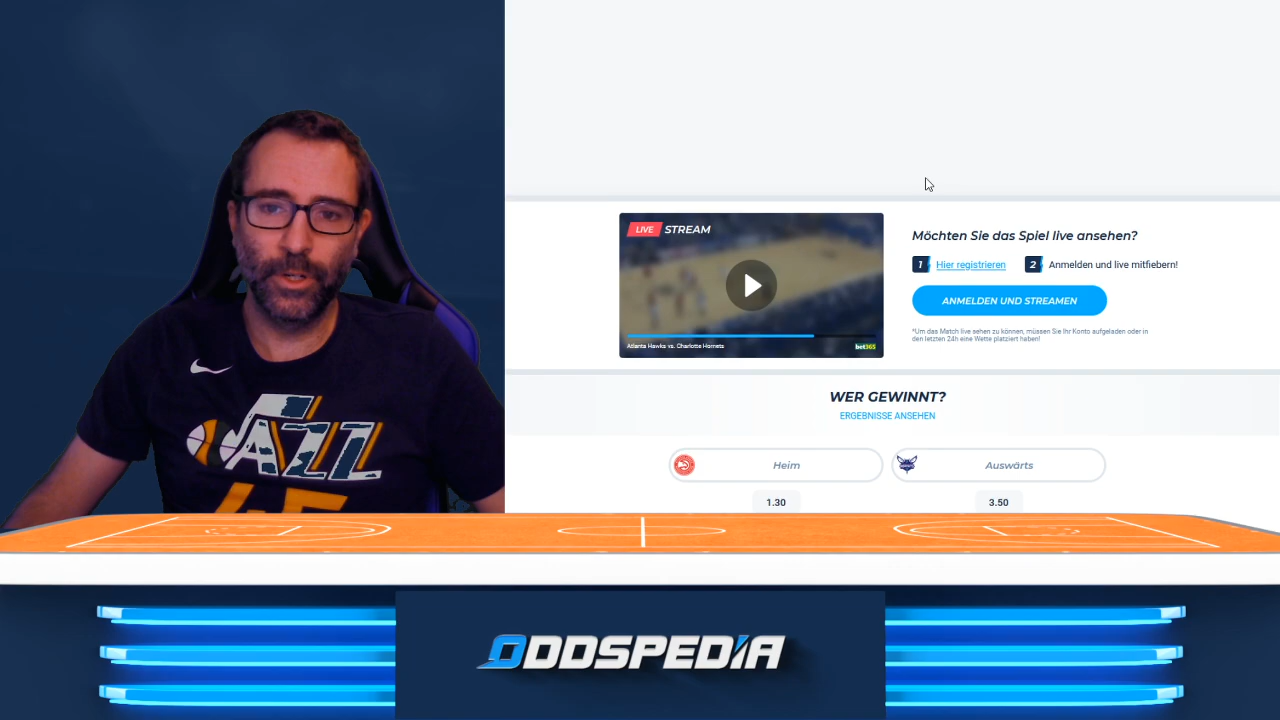 LIVE STREAM
Atlanta Hawks vs. Charlotte Hornets
bet365
Möchten Sie das Spiel live ansehen?
1 Hier registrieren 2 Anmelden und live mitfiebern!
ANMELDEN UND STREAMEN
*Um das Match live sehen zu können, müssen Sie Ihr Konto aufgeladen oder in
den letzten 24h eine Wette platziert haben!
WER GEWINNT?
ERGEBNISSE ANSEHEN
Heim Auswärts
1.30 3.50
JAZZ
45
ODDSPEDIA